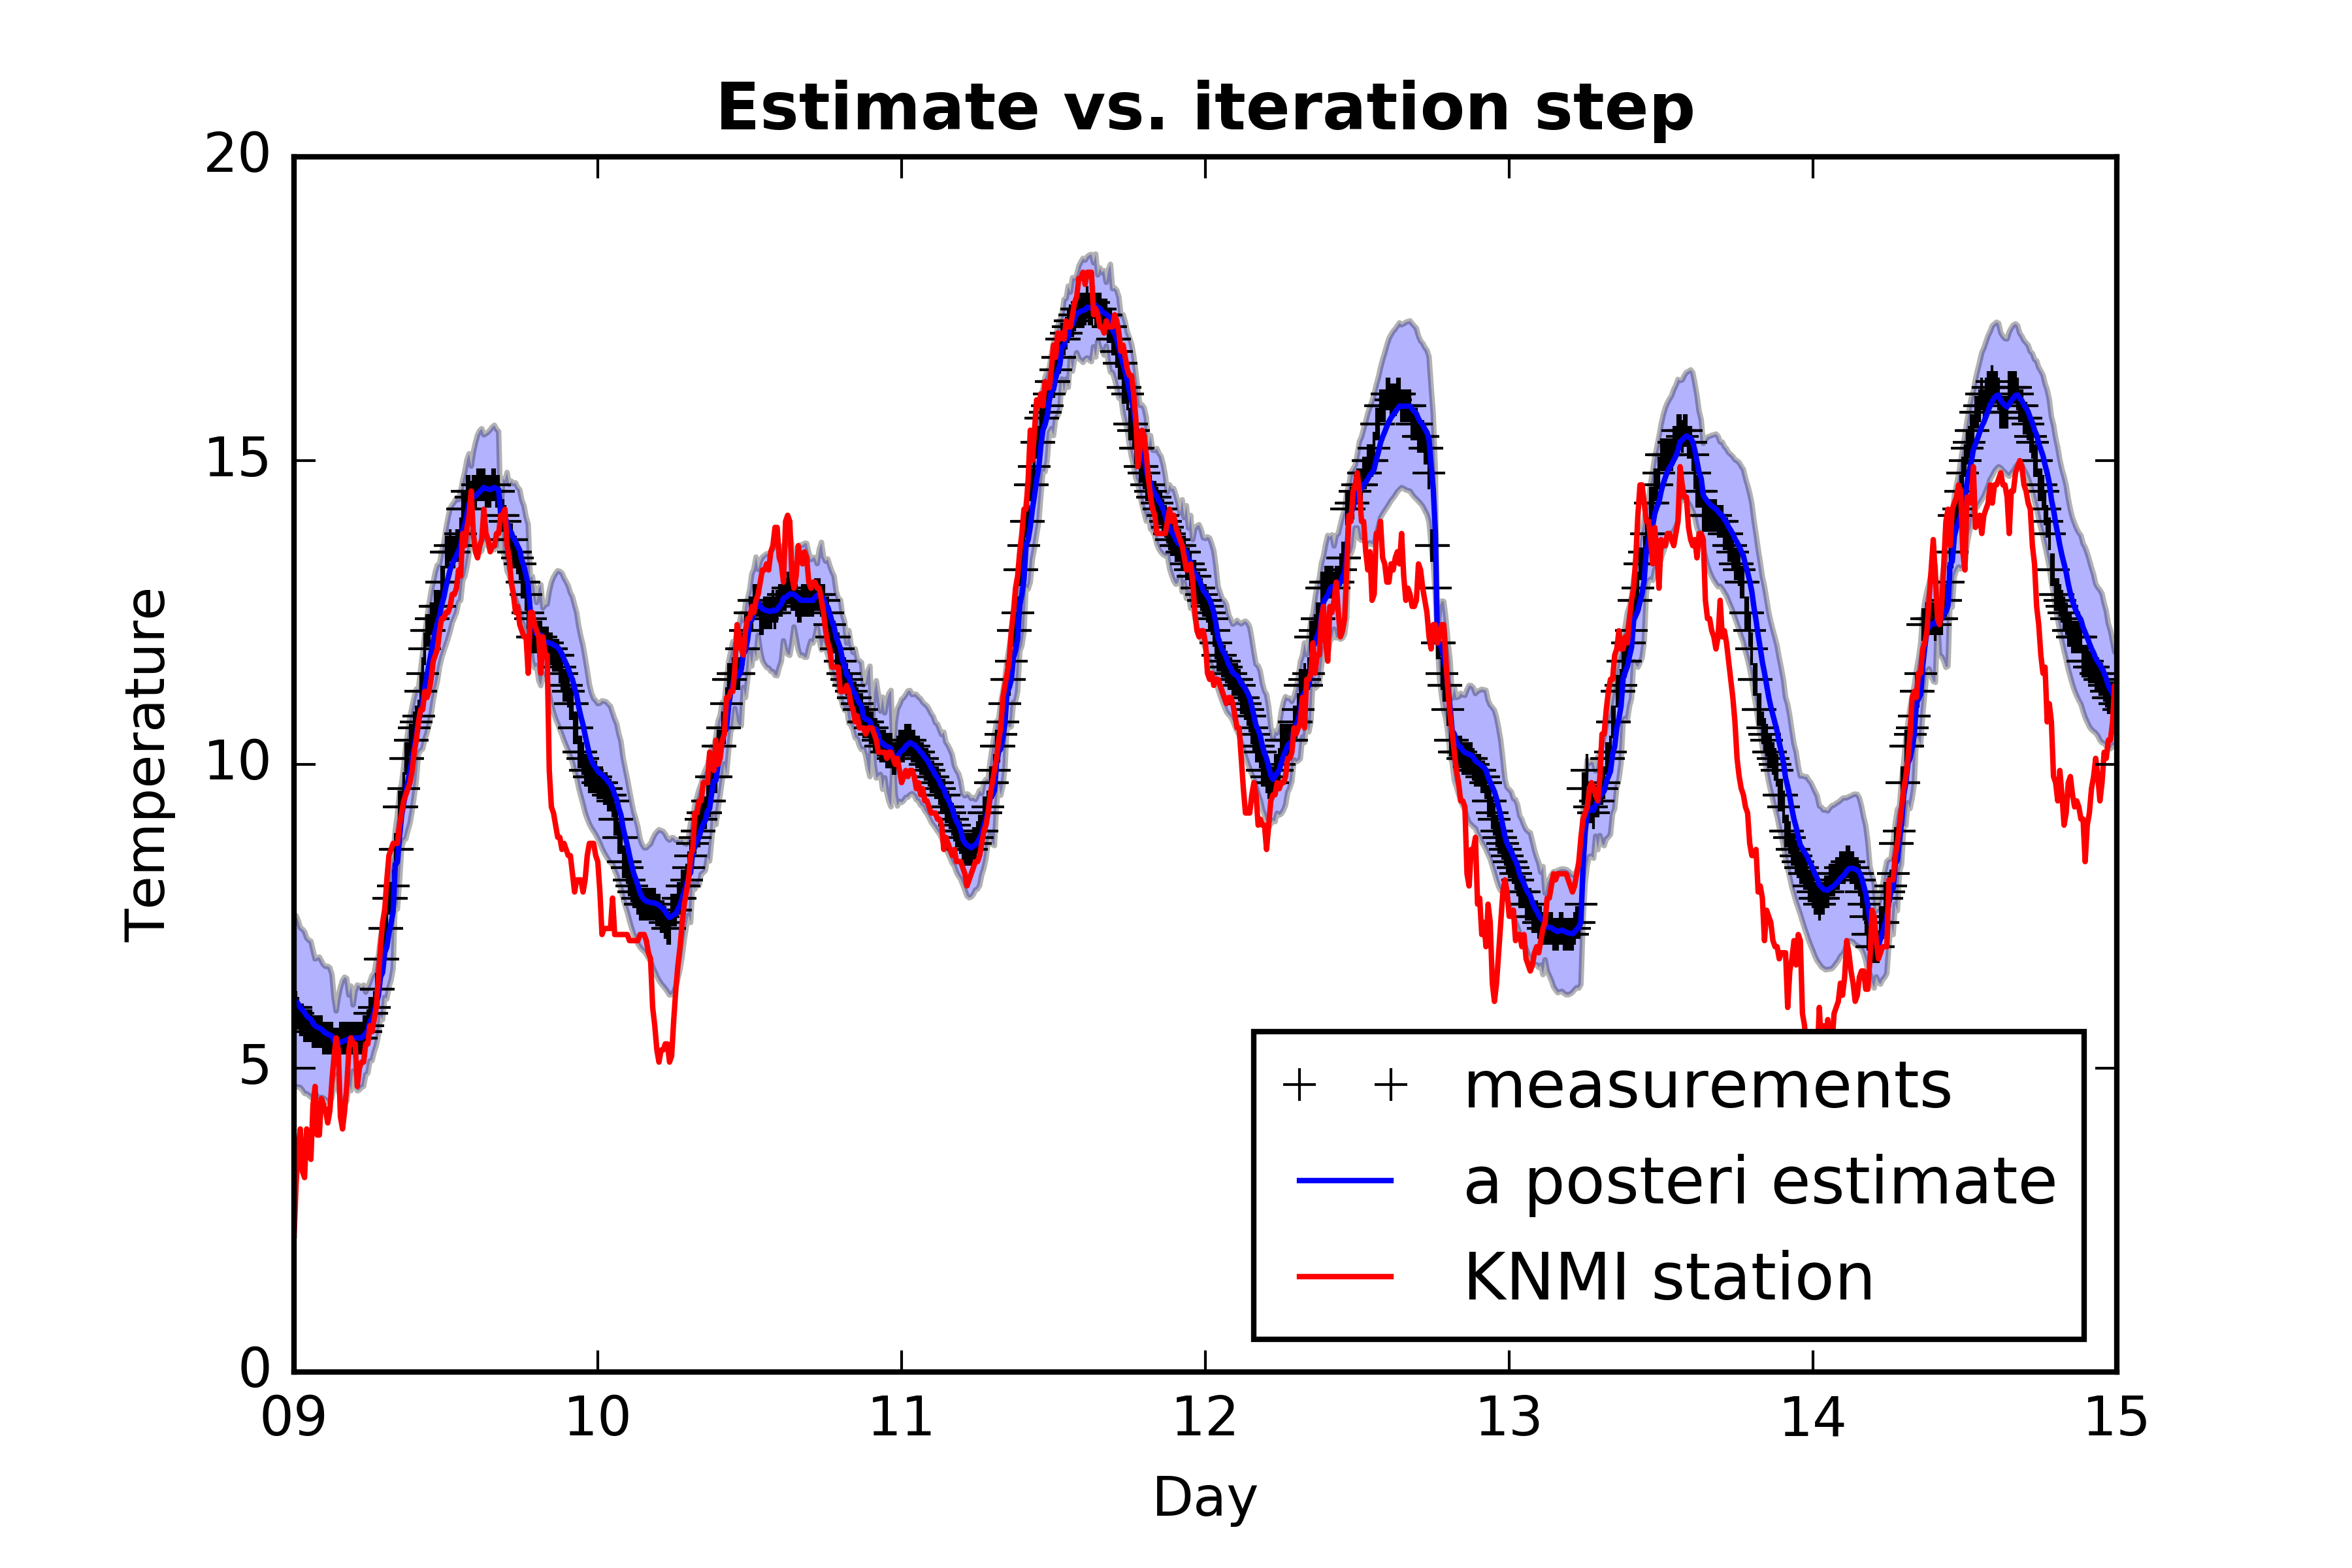 Estimate vs. iteration step
20
15
10
5
0
Temperature
measurements
a posteri estimate
KNMI station
09 10 11 12 13 14 15
Day